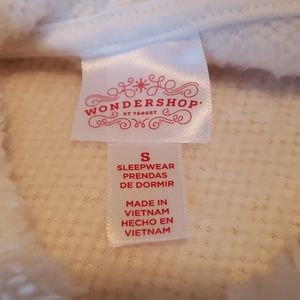 WONDERSHOP
AT TARGET
S
SLEEPWEAR
PRENDAS
DE DORMIR
MADE IN
VIETNAM
HECHO EN
VIETNAM